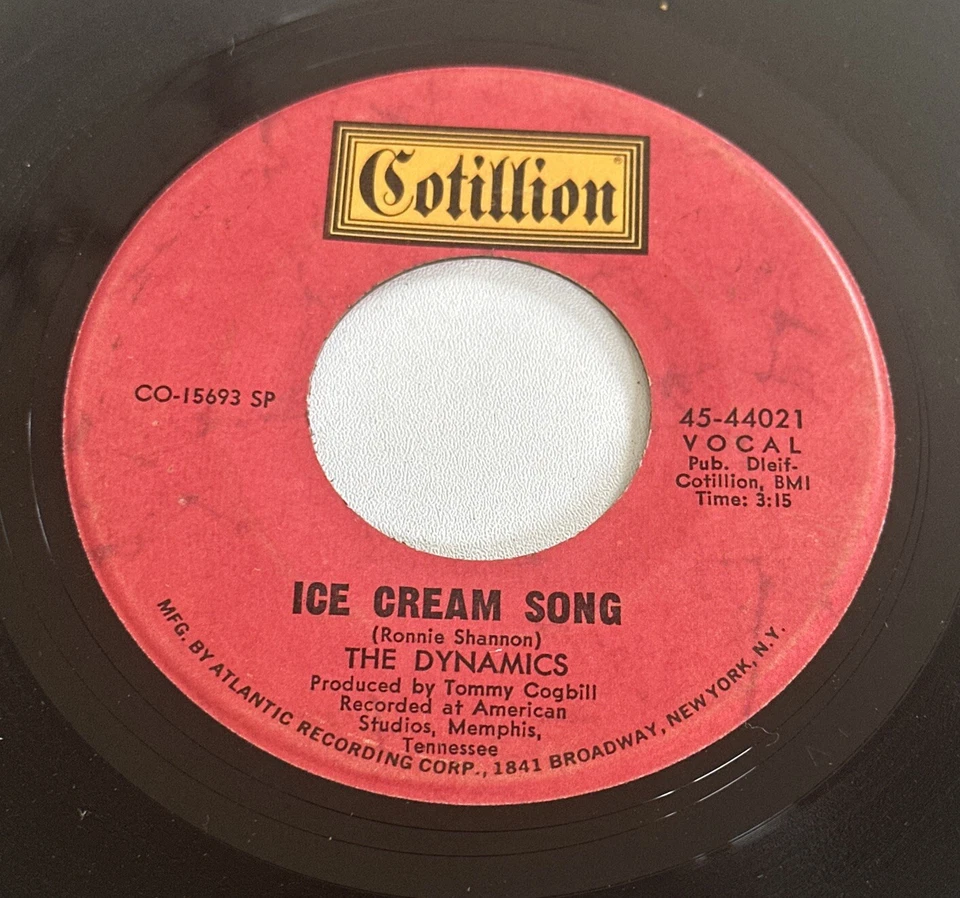 Cotillion®
CO-15693 SP
45-44021
VOCAL
Pub. Dleif-
Cotillion, BMI
Time: 3:15
ICE CREAM SONG
(Ronnie Shannon)
THE DYNAMICS
Produced by Tommy Cogbill
Recorded at American
Studios, Memphis,
Tennessee
MFG. BY ATLANTIC RECORDING CORP., 1841 BROADWAY, NEW YORK, N.Y.